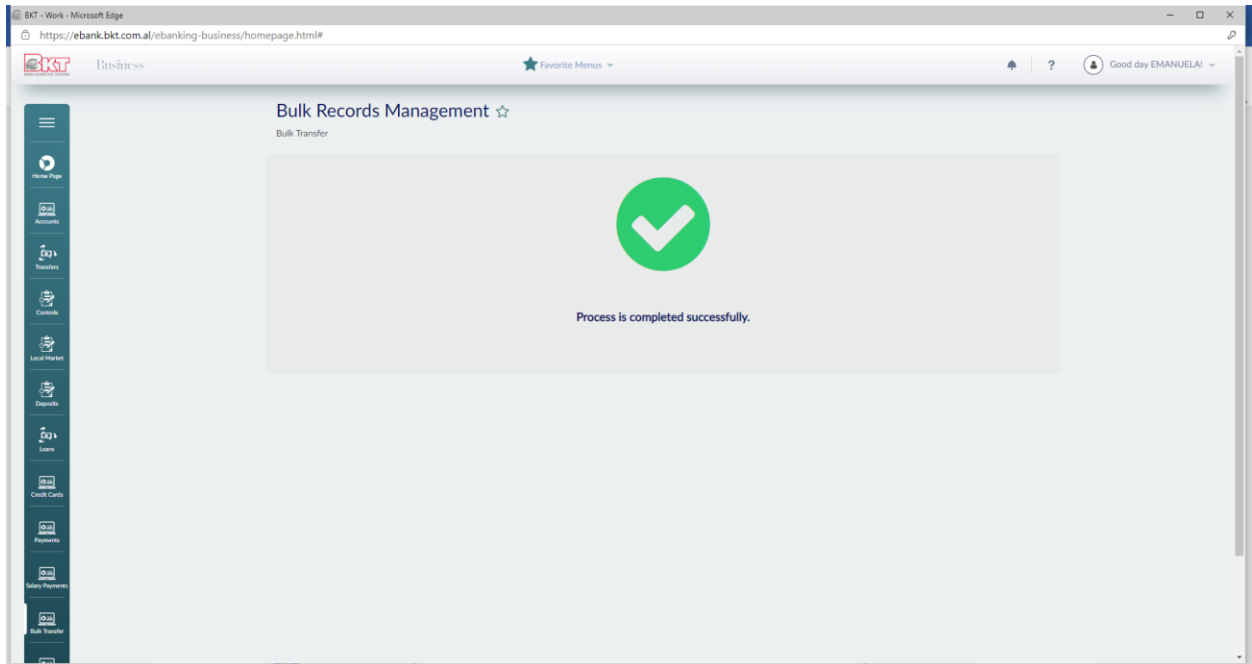 BKT - Work - Microsoft Edge
https://ebank.bkt.com.al/ebanking-business/homepage.html#
BKT
Business
Favorite Menus
?
Good day EMANUELA!
Bulk Records Management
Bulk Transfer
Home Page
Accounts
Transfers
Controls
Local Market
Deposits
Loans
Credit Cards
Payments
Salary Payments
Bulk Transfer
Process is completed successfully.